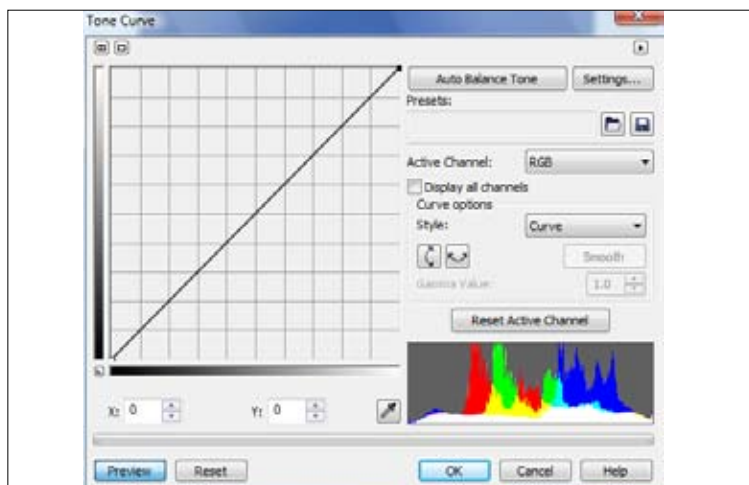 Tone Curve
Auto Balance Tone
Settings...
Presets:
Active Channel:
RGB
Display all channels
Curve options
Style:
Curve
Smooth
Gamma Value:
1.0
Reset Active Channel
X: 0
Y: 0
Preview
Reset
OK
Cancel
Help